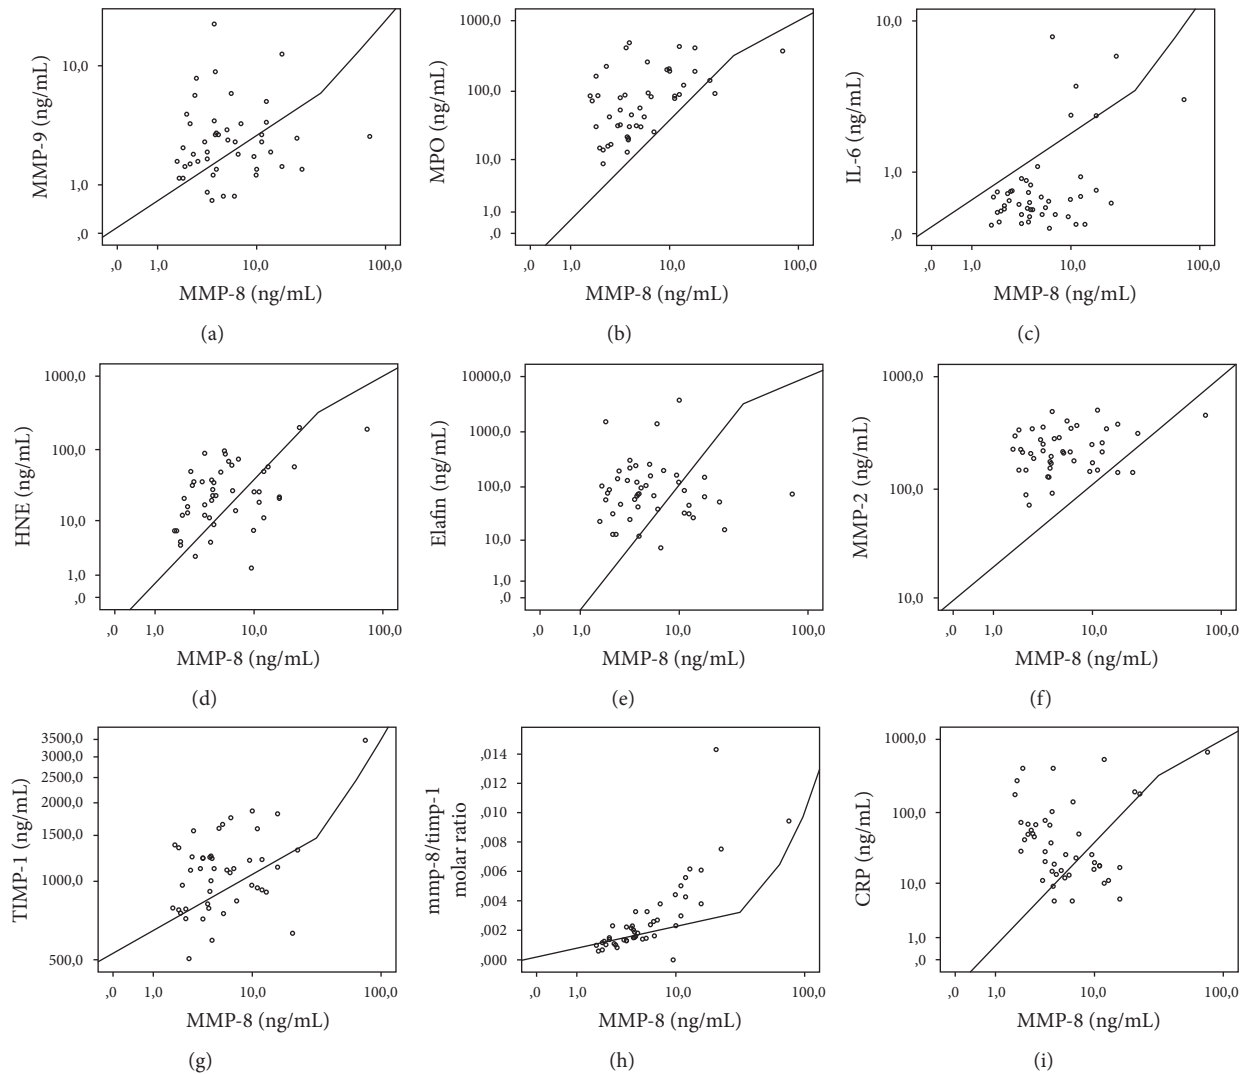 MMP-9 (ng/mL)
10,0
1,0
,0
,0 1,0 10,0 100,0
MMP-8 (ng/mL)
(a)
MPO (ng/mL)
1000,0
100,0
10,0
1,0
,0
,0 1,0 10,0 100,0
MMP-8 (ng/mL)
(b)
IL-6 (ng/mL)
10,0
1,0
,0
,0 1,0 10,0 100,0
MMP-8 (ng/mL)
(c)
HNE (ng/mL)
1000,0
100,0
10,0
1,0
,0
,0 1,0 10,0 100,0
MMP-8 (ng/mL)
(d)
Elafin (ng/mL)
10000,0
1000,0
100,0
10,0
1,0
,0
,0 1,0 10,0 100,0
MMP-8 (ng/mL)
(e)
MMP-2 (ng/mL)
1000,0
100,0
10,0
,0 1,0 10,0 100,0
MMP-8 (ng/mL)
(f)
TIMP-1 (ng/mL)
3500,0
3000,0
2500,0
2000,0
1500,0
1000,0
500,0
,0 1,0 10,0 100,0
MMP-8 (ng/mL)
(g)
mmp-8/timp-1
molar ratio
,014
,012
,010
,008
,006
,004
,002
,000
,0 1,0 10,0 100,0
MMP-8 (ng/mL)
(h)
CRP (ng/mL)
1000,0
100,0
10,0
1,0
,0
,0 1,0 10,0 100,0
MMP-8 (ng/mL)
(i)